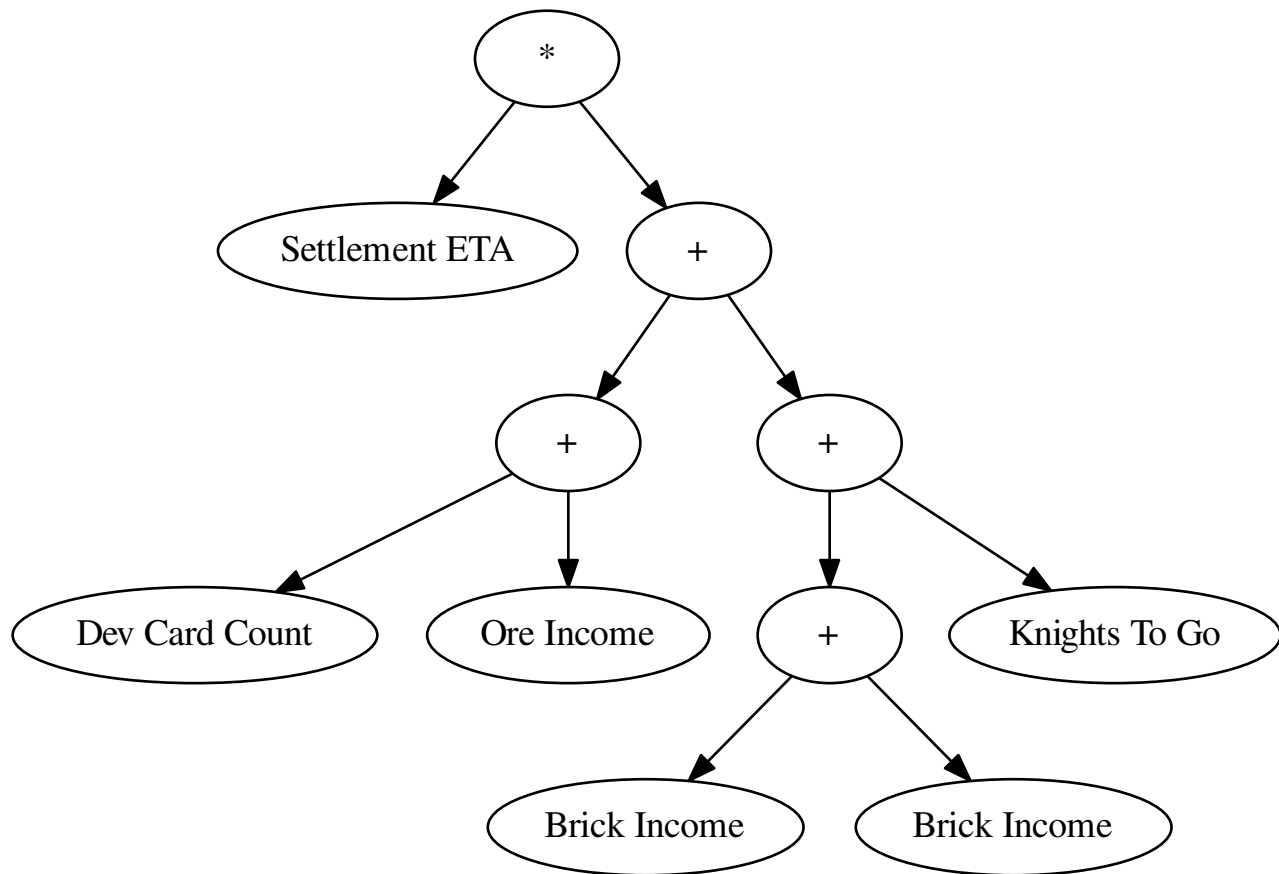 *
Settlement ETA
+
+
+
Dev Card Count
Ore Income
+
Knights To Go
Brick Income
Brick Income